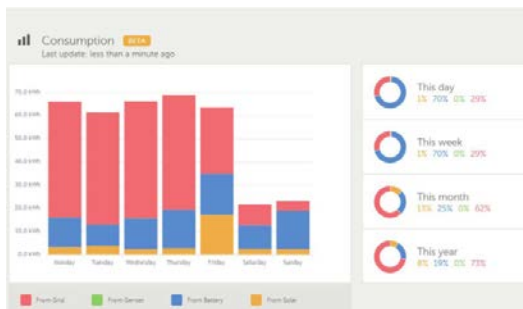 Consumption BETA
Last update: less than a minute ago
70.0 kWh
60.0 kWh
50.0 kWh
40.0 kWh
30.0 kWh
20.0 kWh
10.0 kWh
0.0 kWh
Monday Tuesday Wednesday Thursday Friday Saturday Sunday
From Grid From Genset From Battery From Solar
This day
1% 70% 0% 29%
This week
1% 70% 0% 29%
This month
13% 25% 0% 62%
This year
8% 19% 0% 73%